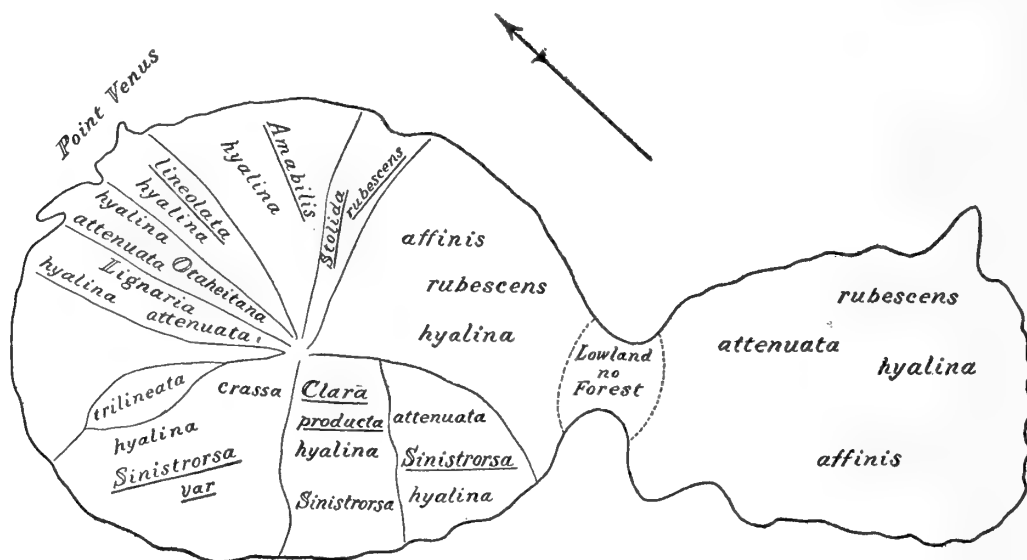 Point Venus
lineolata
hyalina
hyalina
Amabilis
Stolida
rubescens
hyalina
attenuata Otaheitana
Lignaria
hyalina
attenuata
affinis
rubescens
hyalina
Lowland
no
Forest
rubescens
attenuata
hyalina
affinis
trilineata
crassa
hyalina
Sinistrorsa
var
Clara
producta
hyalina
Sinistrorsa
attenuata
Sinistrorsa
hyalina